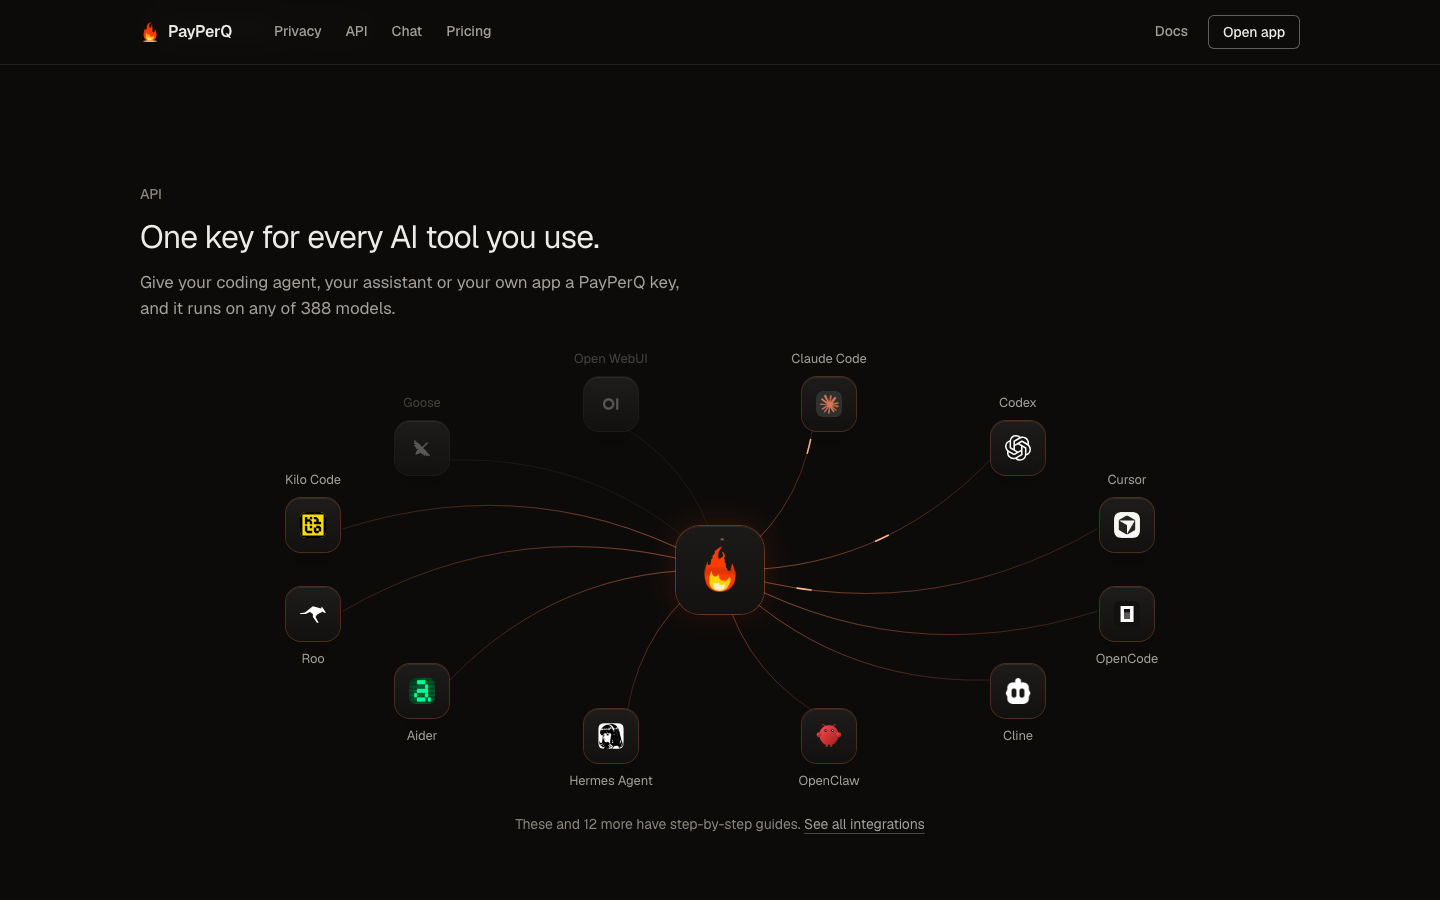 PayPerQ
Privacy
API
Chat
Pricing
Docs
Open app
API
One key for every AI tool you use.
Give your coding agent, your assistant or your own app a PayPerQ key,
and it runs on any of 388 models.
Open WebUI
Claude Code
Goose
Codex
Kilo Code
Cursor
Roo
OpenCode
Aider
Cline
Hermes Agent
OpenClaw
These and 12 more have step-by-step guides. See all integrations